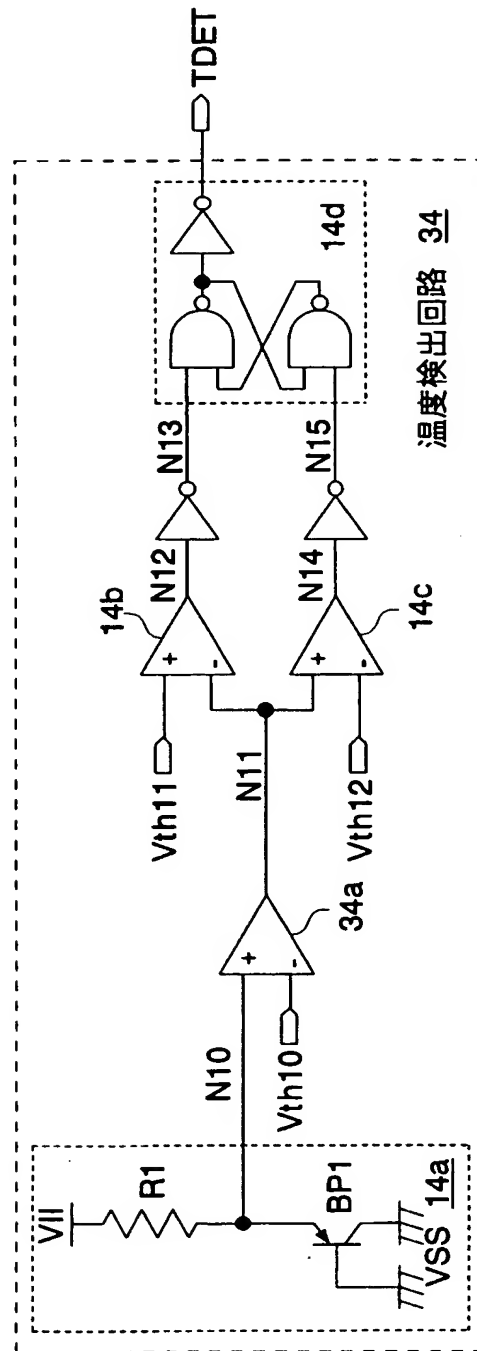 VII
R1
BP1
VSS
14a
N10
Vth10
34a
N11
Vth11
Vth12
14b
14c
N12
N14
N13
N15
14d
TDET
温度検出回路 34